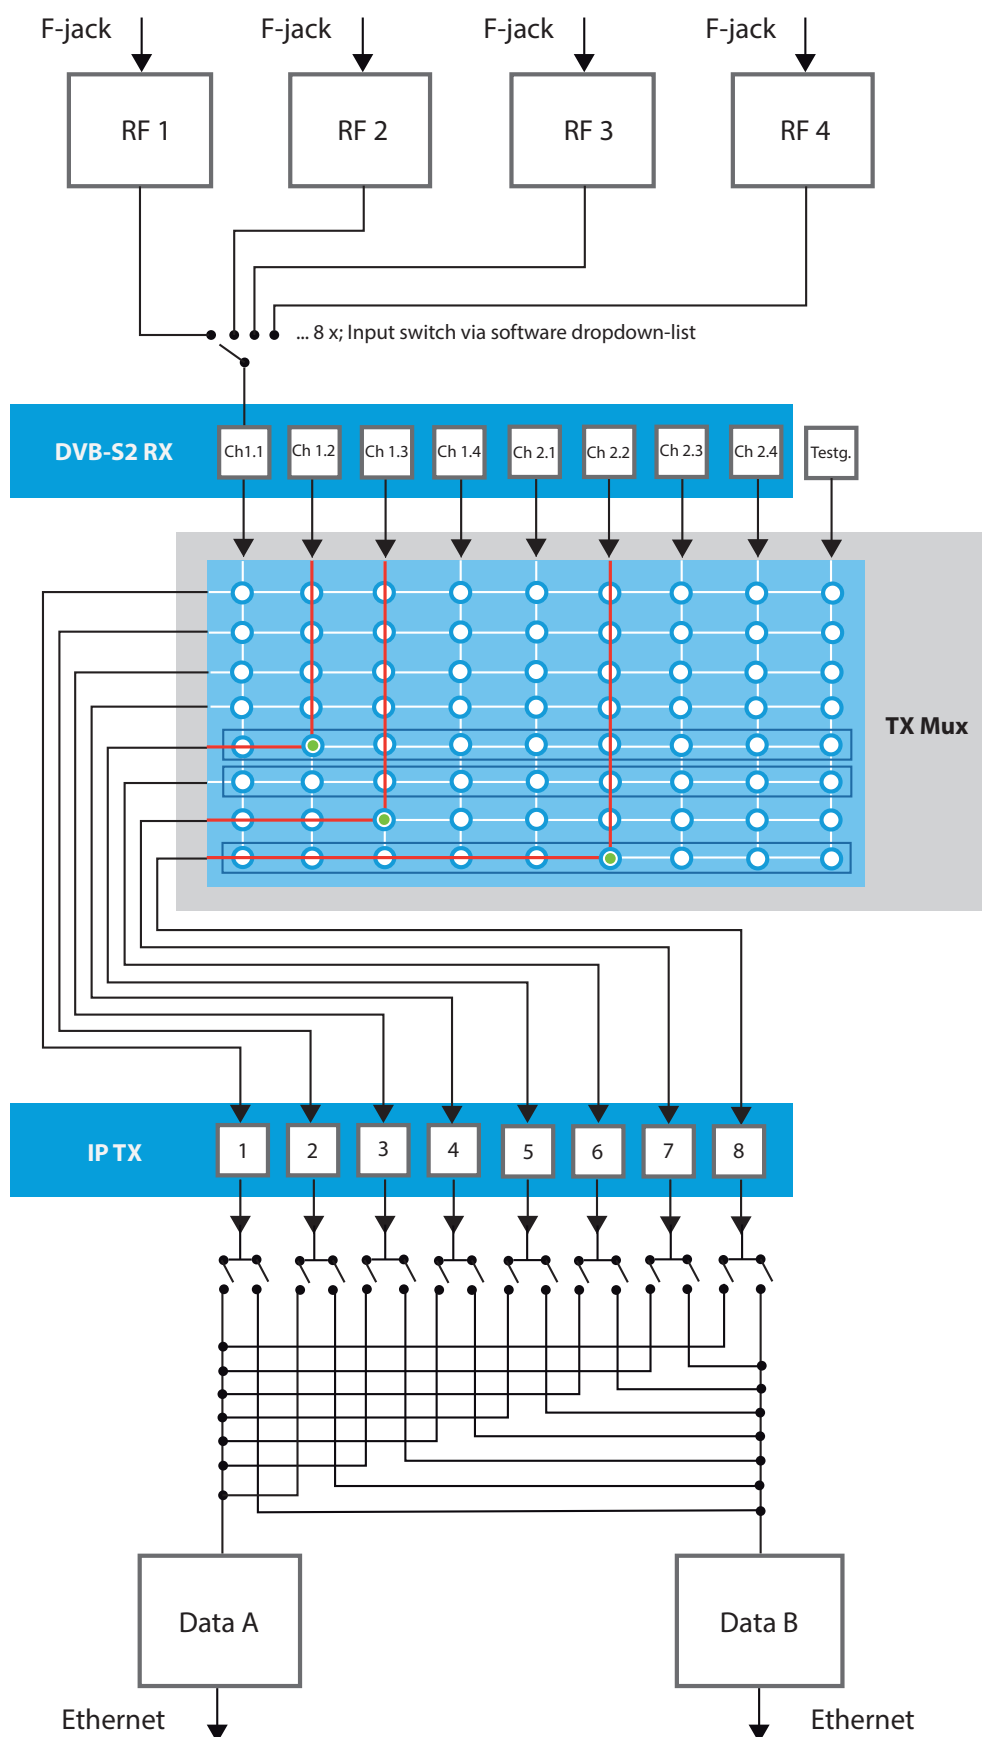 F-jack F-jack F-jack F-jack
RF 1 RF 2 RF 3 RF 4
... 8 x; Input switch via software dropdown-list
DVB-S2 RX Ch1.1 Ch 1.2 Ch 1.3 Ch 1.4 Ch 2.1 Ch 2.2 Ch 2.3 Ch 2.4 Testg.
TX Mux
IP TX 1 2 3 4 5 6 7 8
Data A Data B
Ethernet Ethernet